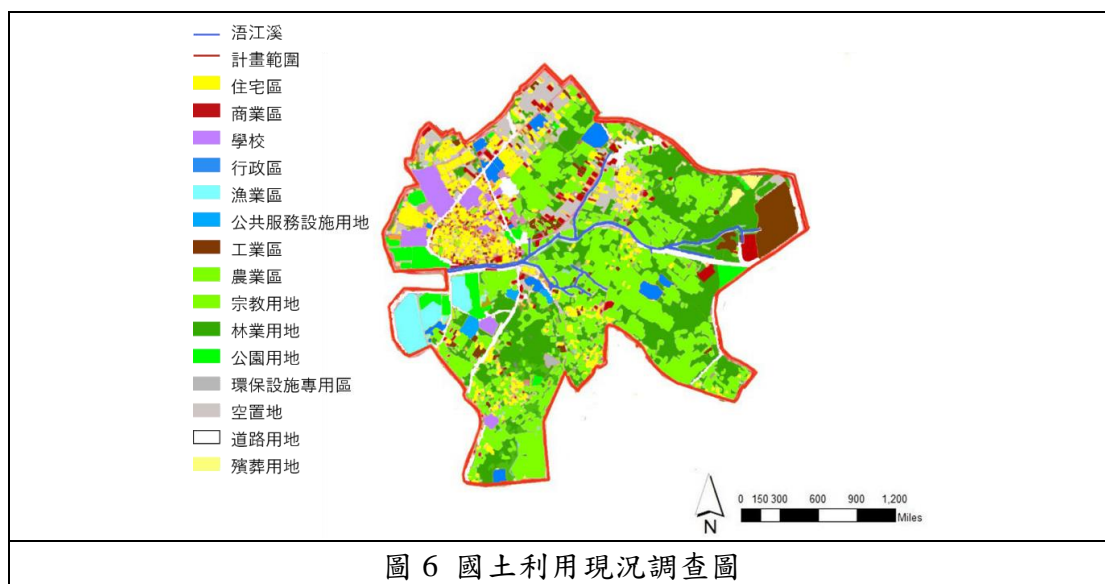 浯江溪
計畫範圍
住宅區
商業區
學校
行政區
漁業區
公共服務設施用地
工業區
農業區
宗教用地
林業用地
公園用地
環保設施專用區
空置地
道路用地
殯葬用地
N
0 150 300 600 900 1,200
Miles
圖 6 國土利用現況調查圖